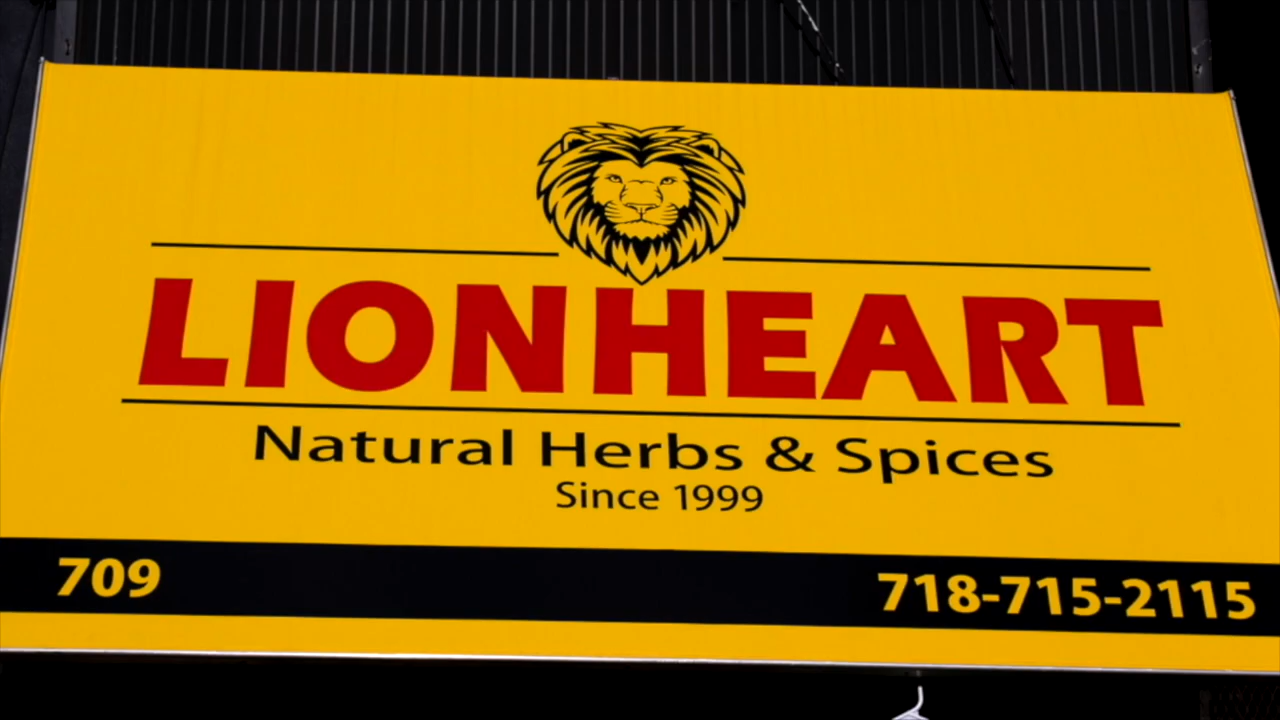 LIONHEART
Natural Herbs & Spices
Since 1999
709
718-715-2115